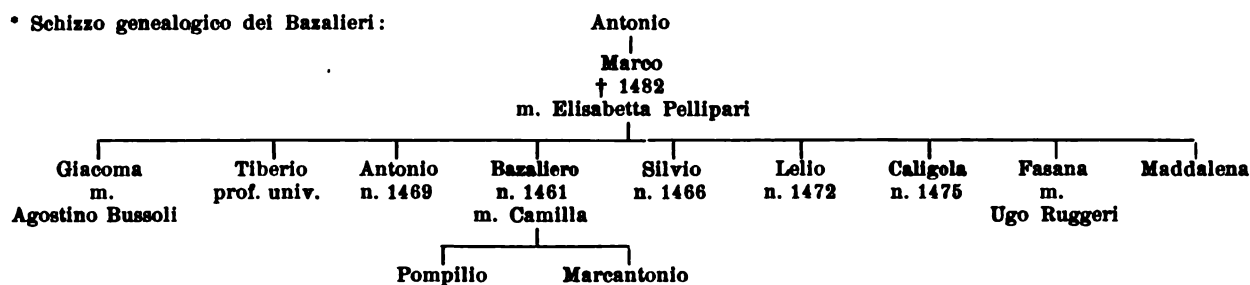 * Schizzo genealogico dei Bazalieri:
Antonio
Marco
† 1482
m. Elisabetta Pellipari
Giacoma Tiberio Antonio Bazaliero Silvio Lelio Caligola Fasana Maddalena
m. prof. univ. n. 1469 n. 1461 n. 1466 n. 1472 n. 1475 m.
Agostino Bussoli m. Camilla Ugo Ruggeri
Pompilio Marcantonio